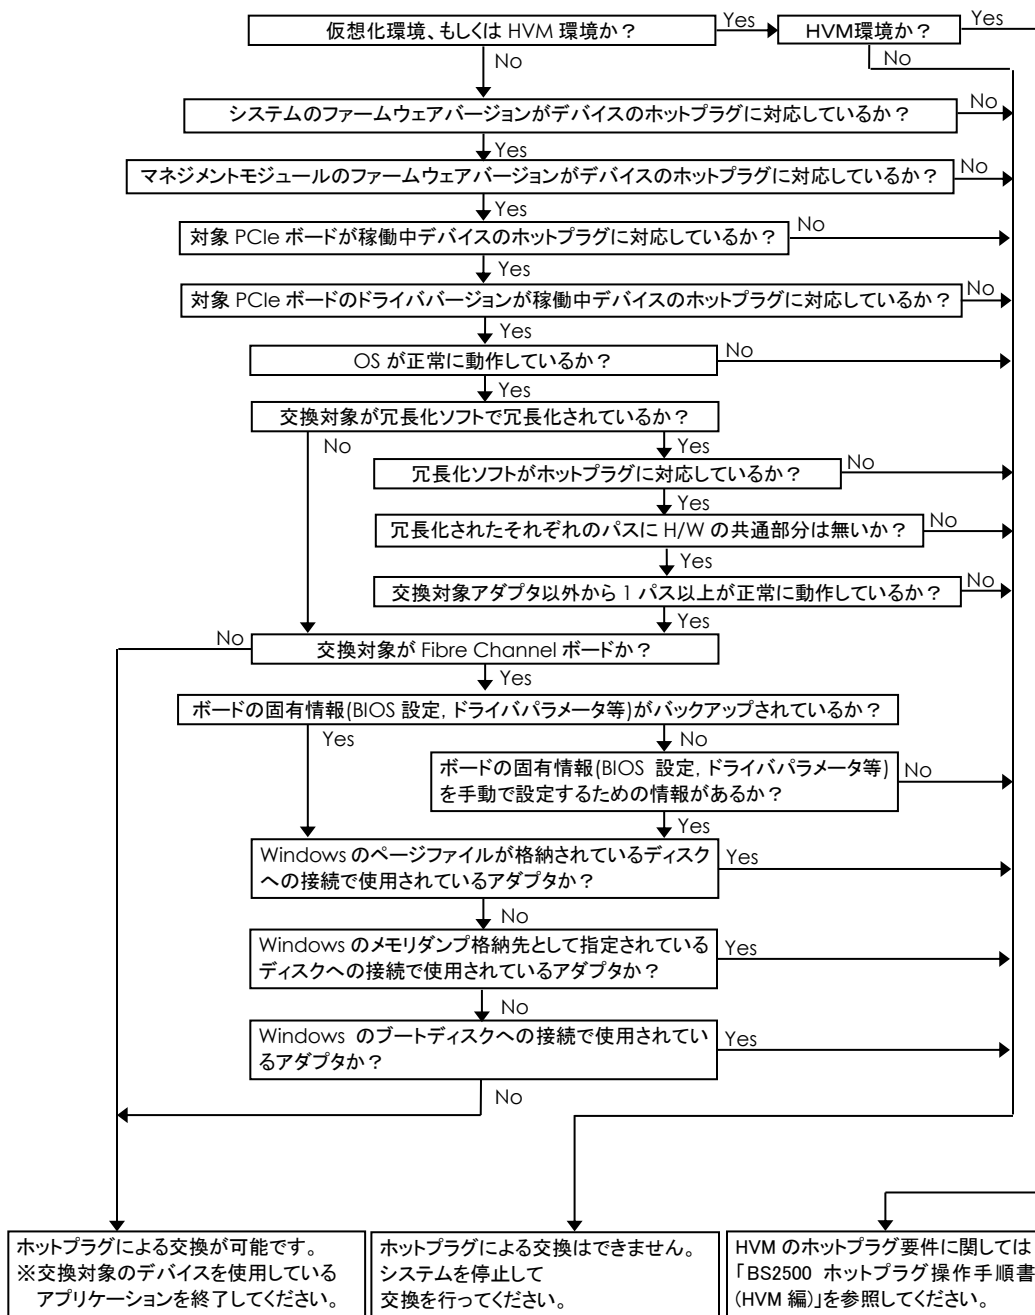 仮想化環境、もしくは HVM 環境か？
Yes
HVM環境か？
Yes
No
No
システムのファームウェアバージョンがデバイスのホットプラグに対応しているか？
No
Yes
マネジメントモジュールのファームウェアバージョンがデバイスのホットプラグに対応しているか？
No
Yes
対象 PCIe ボードが稼働中デバイスのホットプラグに対応しているか？
No
Yes
対象 PCIe ボードのドライババージョンが稼働中デバイスのホットプラグに対応しているか？
No
Yes
OS が正常に動作しているか？
No
Yes
交換対象が冗長化ソフトで冗長化されているか？
No
Yes
冗長化ソフトがホットプラグに対応しているか？
No
Yes
冗長化されたそれぞれのパスに H/W の共通部分は無いか？
No
Yes
交換対象アダプタ以外から 1 パス以上が正常に動作しているか？
No
Yes
No
交換対象が Fibre Channel ボードか？
Yes
ボードの固有情報(BIOS 設定, ドライバパラメータ等)がバックアップされているか？
Yes
No
ボードの固有情報(BIOS 設定, ドライバパラメータ等)
を手動で設定するための情報があるか？
No
Yes
Windows のページファイルが格納されているディスク
への接続で使用されているアダプタか？
Yes
No
Windows のメモリダンプ格納先として指定されている
ディスクへの接続で使用されているアダプタか？
Yes
No
Windows のブートディスクへの接続で使用されてい
るアダプタか？
Yes
No
ホットプラグによる交換が可能です。
※交換対象のデバイスを使用している
アプリケーションを終了してください。
ホットプラグによる交換はできません。
システムを停止して
交換を行ってください。
HVM のホットプラグ要件に関しては
「BS2500 ホットプラグ操作手順書
(HVM 編)」を参照してください。